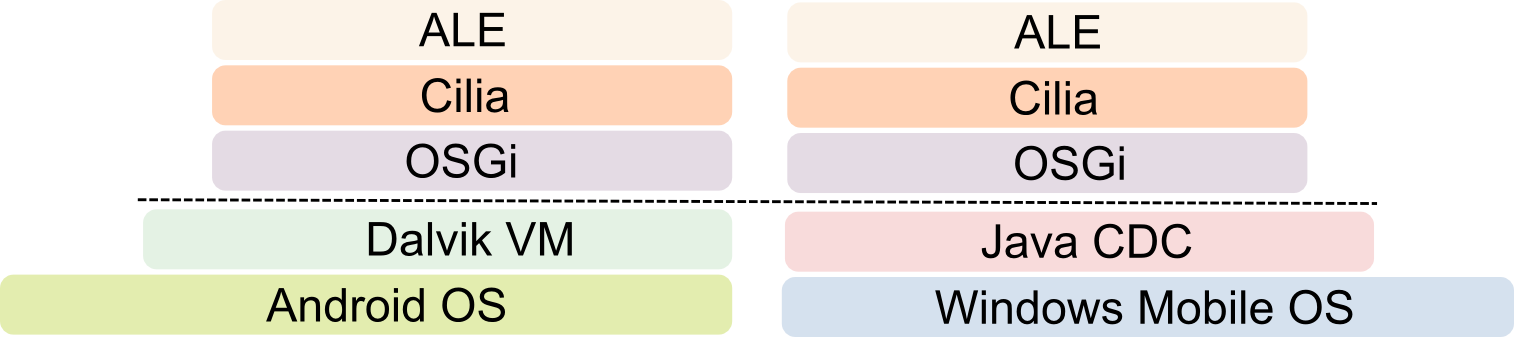 ALE
Cilia
OSGi
Dalvik VM
Android OS
ALE
Cilia
OSGi
Java CDC
Windows Mobile OS